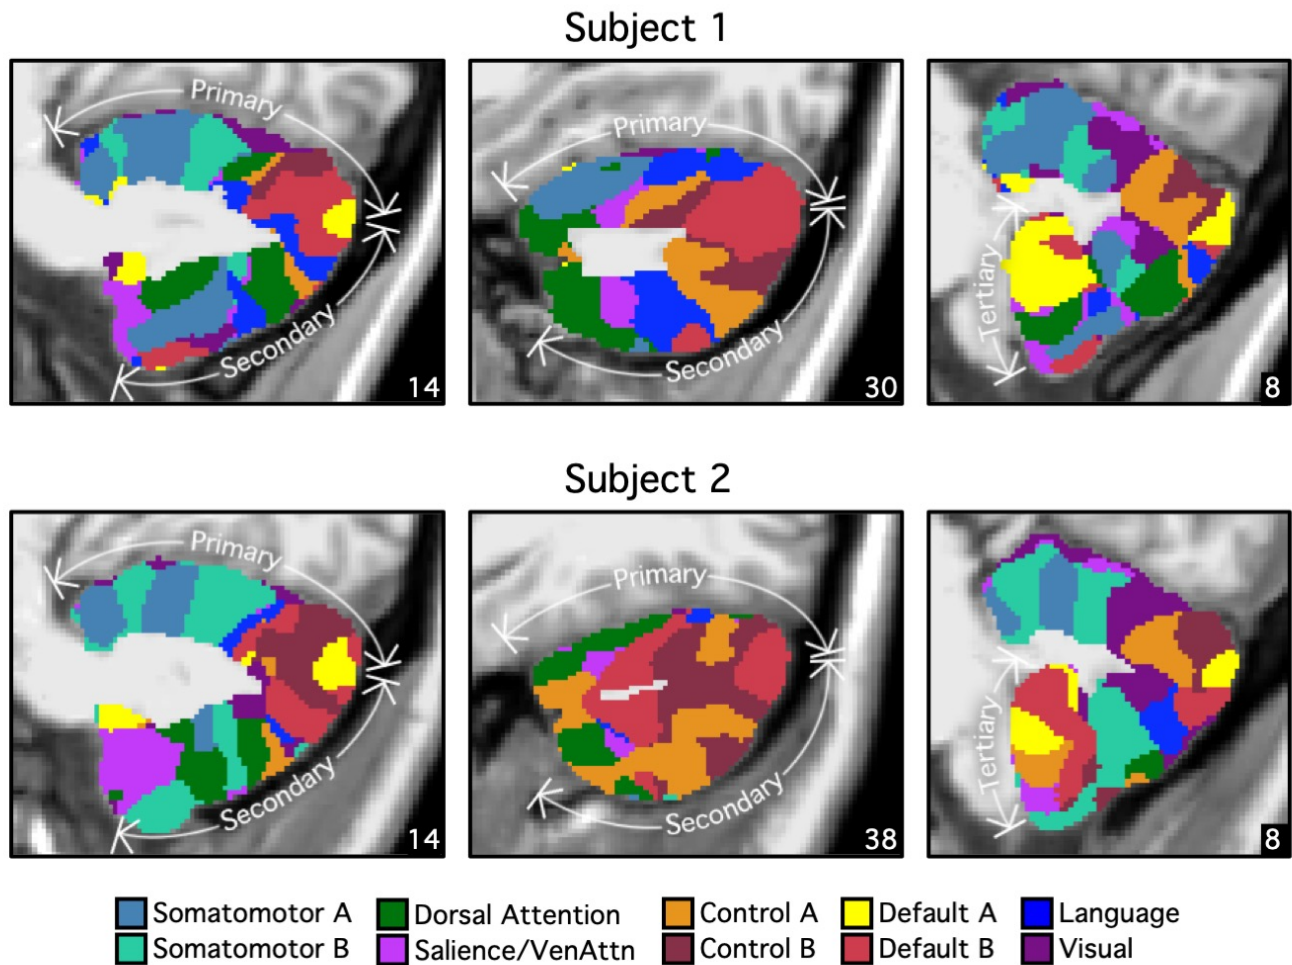 Subject 1
Primary
Secondary
14
Primary
Secondary
30
Tertiary
8
Subject 2
Primary
Secondary
14
Primary
Secondary
38
Tertiary
8
Somatomotor A
Dorsal Attention
Control A
Default A
Language
Somatomotor B
Salience/VenAttn
Control B
Default B
Visual